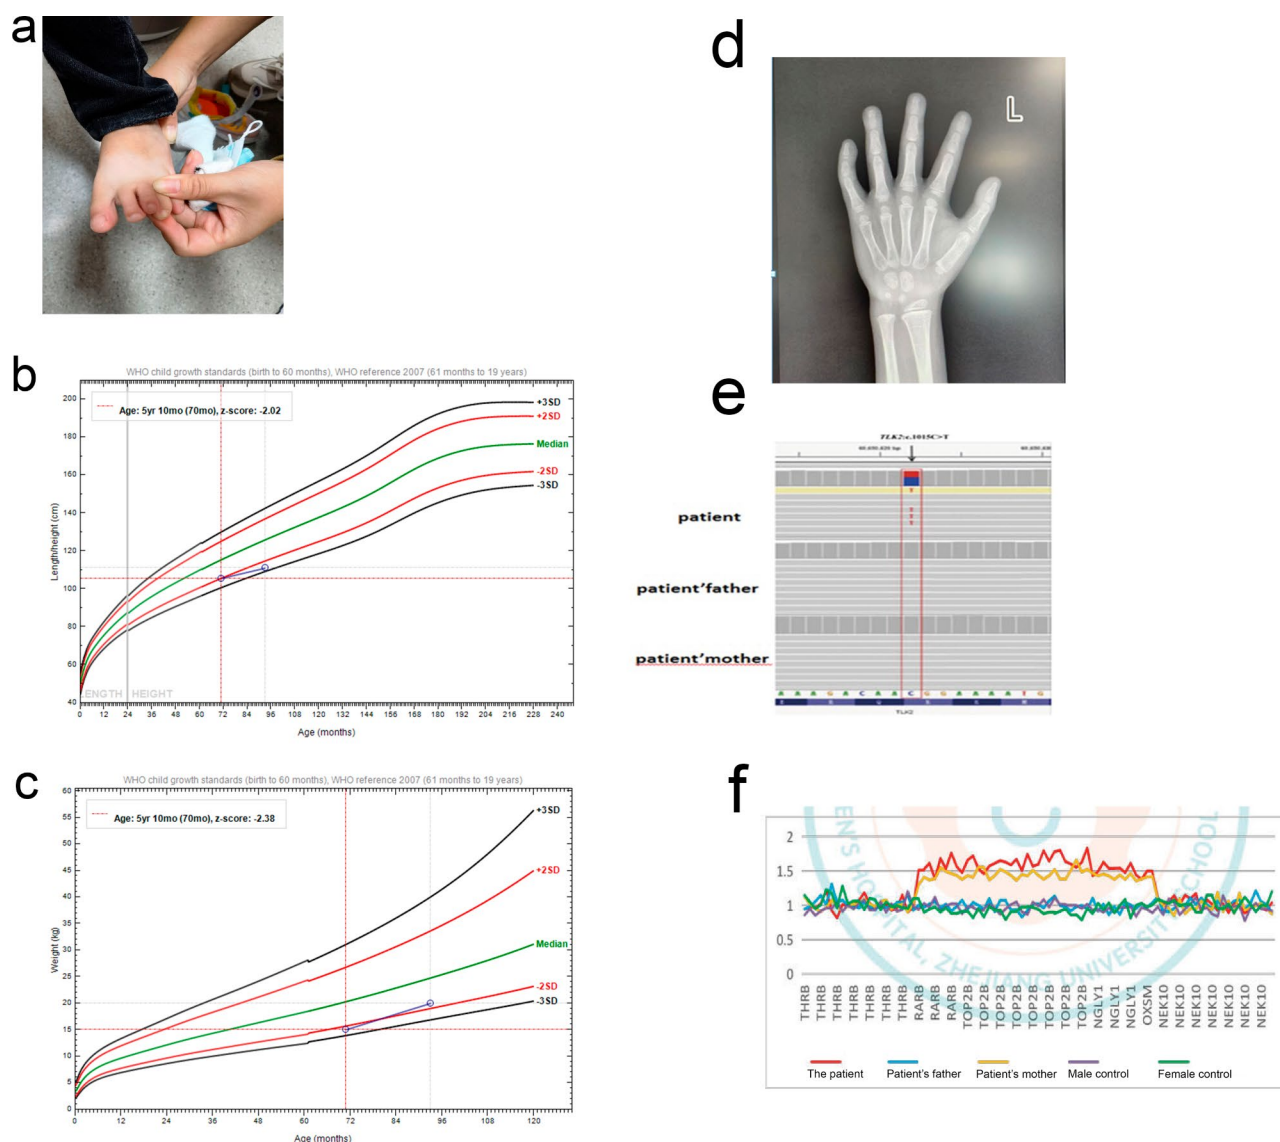 a
b
WHO child growth standards (birth to 60 months), WHO reference 2007 (61 months to 19 years)
Age: 5yr 10mo (70mo), z-score: -2.02
+3SD
+2SD
Median
-2SD
-3SD
Length/height (cm)
200
180
160
140
120
100
80
60
40
ENGTH HEIGHT
0 12 24 36 48 60 72 84 96 108 120 132 144 156 168 180 192 204 216 228 240
Age (months)
c
WHO child growth standards (birth to 60 months), WHO reference 2007 (61 months to 19 years)
Age: 5yr 10mo (70mo), z-score: -2.38
+3SD
+2SD
Median
-2SD
-3SD
Weight (kg)
60
55
50
45
40
35
30
25
20
15
10
5
0
0 12 24 36 48 60 72 84 96 108 120
Age (months)
d
L
e
TLK2:c.1015C>T
patient
patient'father
patient'mother
A A A G A C A A C G G A A A A T G
TLK2
f
EN'S HOSPITAL, ZHEJIANG UNIVERSITY SCHOOL
2
1.5
1
0.5
0
THRB THRB THRB THRB THRB THRB THRB RARB RARB RARB TOP2B TOP2B TOP2B TOP2B TOP2B TOP2B TOP2B TOP2B NGLY1 NGLY1 NGLY1 OXSM NEK10 NEK10 NEK10 NEK10 NEK10 NEK10 NEK10
The patient Patient's father Patient's mother Male control Female control